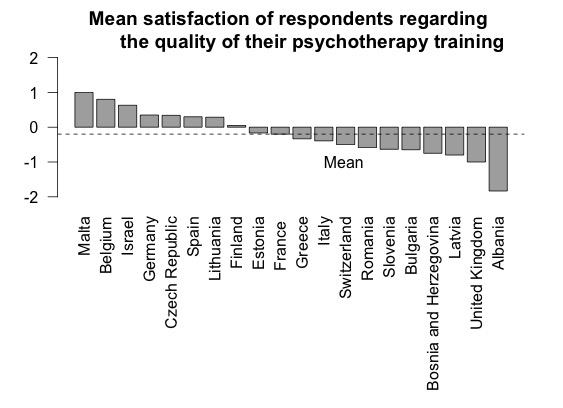 Mean satisfaction of respondents regarding
the quality of their psychotherapy training
2
1
0
-1
-2
Mean
Malta
Belgium
Israel
Germany
Czech Republic
Spain
Lithuania
Finland
Estonia
France
Greece
Italy
Switzerland
Romania
Slovenia
Bulgaria
Bosnia and Herzegovina
Latvia
United Kingdom
Albania